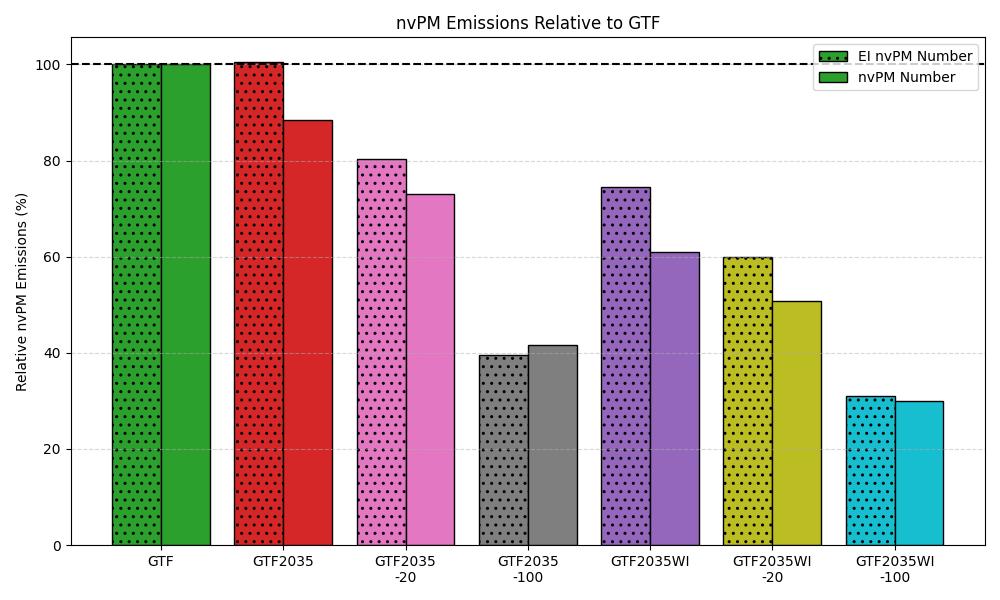 nvPM Emissions Relative to GTF
EI nvPM Number
nvPM Number
Relative nvPM Emissions (%)
100
80
60
40
20
0
GTF
GTF2035
GTF2035
-20
GTF2035
-100
GTF2035WI
GTF2035WI
-20
GTF2035WI
-100